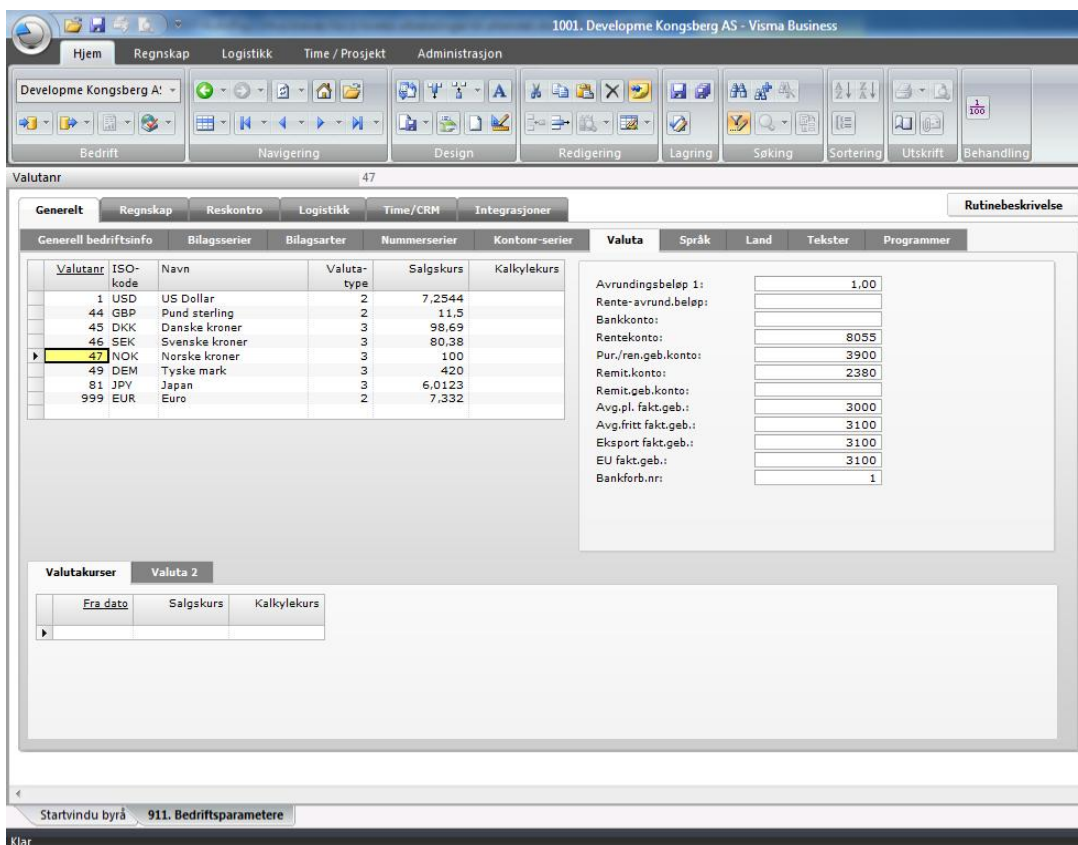 1001. Developme Kongsberg AS - Visma Business
Hjem Regnskap Logistikk Time / Prosjekt Administrasjon
Developme Kongsberg A:
Bedrift Navigering Design Redigering Lagring Søking Sortering Utskrift Behandling
Valutanr 47
Generelt Regnskap Reskontro Logistikk Time/CRM Integrasjoner Rutinebeskrivelse
Generell bedriftsinfo Bilagsserier Bilagsarter Nummerserier Kontonr-serier Valuta Språk Land Tekster Programmer
Valutanr ISO-kode Navn Valuta-type Salgskurs Kalkylekurs
1 USD US Dollar 2 7,2544
44 GBP Pund sterling 2 11,5
45 DKK Danske kroner 3 98,69
46 SEK Svenske kroner 3 80,38
47 NOK Norske kroner 3 100
49 DEM Tyske mark 3 420
81 JPY Japan 3 6,0123
999 EUR Euro 2 7,332
Avrundingsbeløp 1: 1,00
Rente-avrund.beløp:
Bankkonto:
Rentekonto: 8055
Pur./ren.geb.konto: 3900
Remit.konto: 2380
Remit.geb.konto:
Avg.pl. fakt.geb.: 3000
Avg.fritt fakt.geb.: 3100
Eksport fakt.geb.: 3100
EU fakt.geb.: 3100
Bankforb.nr: 1
Valutakurser Valuta 2
Fra dato Salgskurs Kalkylekurs
Startvindu byrå 911. Bedriftsparametere
Klar